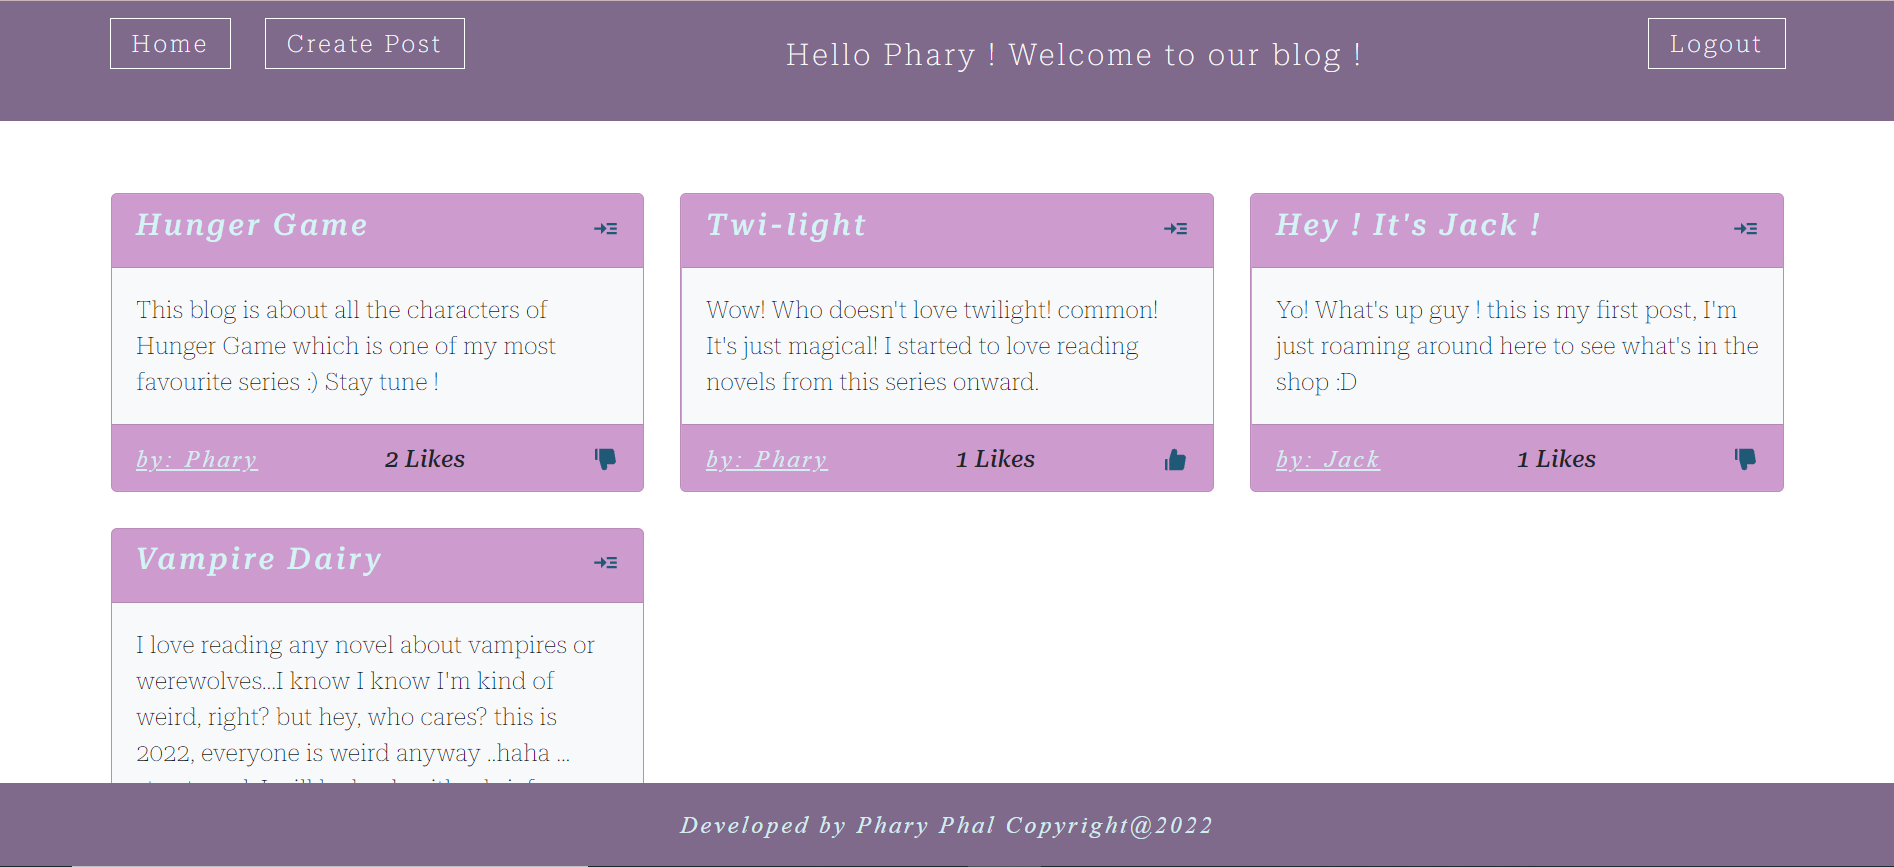 Home
Create Post
Hello Phary ! Welcome to our blog !
Logout
Hunger Game
This blog is about all the characters of
Hunger Game which is one of my most
favourite series :) Stay tune !
by: Phary
2 Likes
Twi-light
Wow! Who doesn't love twilight! common!
It's just magical! I started to love reading
novels from this series onward.
by: Phary
1 Likes
Hey ! It's Jack !
Yo! What's up guy ! this is my first post, I'm
just roaming around here to see what's in the
shop :D
by: Jack
1 Likes
Vampire Dairy
I love reading any novel about vampires or
werewolves...I know I know I'm kind of
weird, right? but hey, who cares? this is
2022, everyone is weird anyway ..haha ...
Developed by Phary Phal Copyright@2022